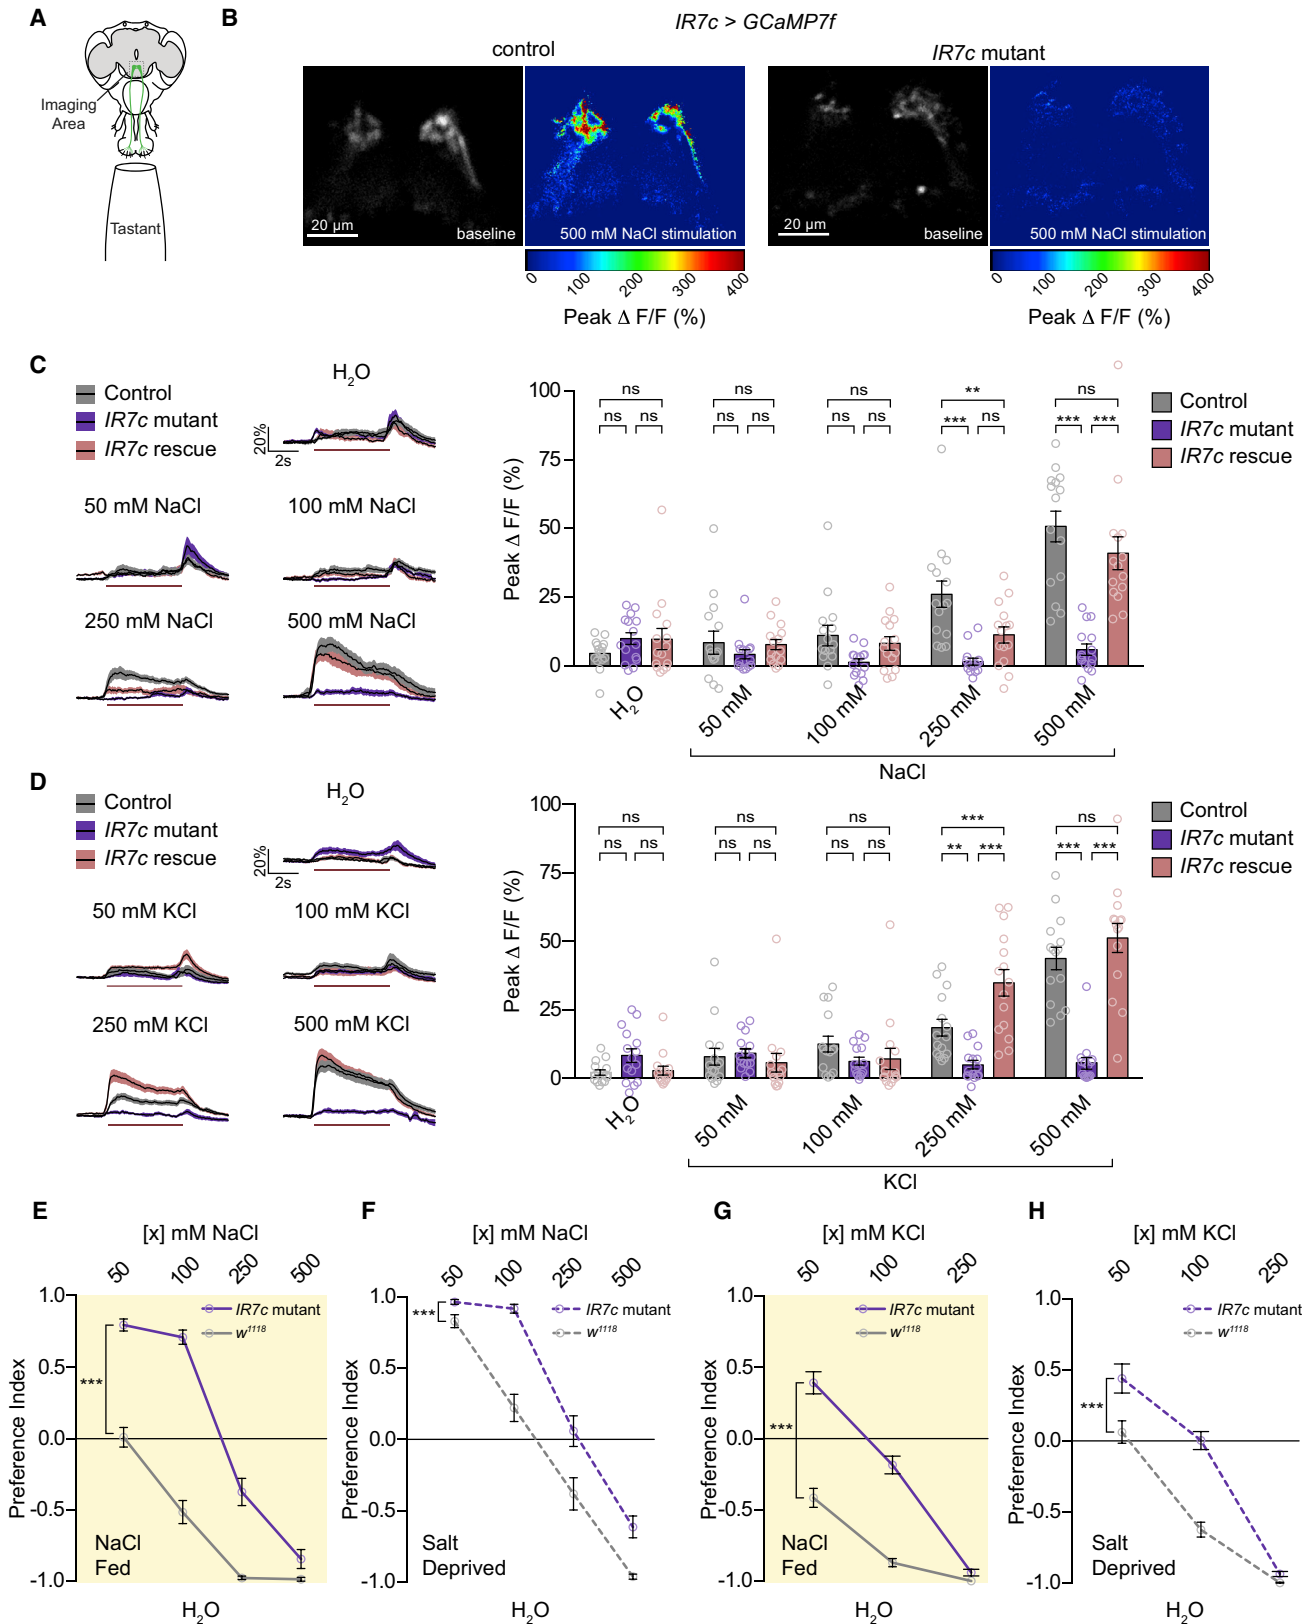 A
Imaging
Area
Tastant
B
IR7c > GCaMP7f
control
IR7c mutant
20 µm
baseline
500 mM NaCl stimulation
20 µm
baseline
500 mM NaCl stimulation
0 100 200 300 400
Peak Δ F/F (%)
0 100 200 300 400
Peak Δ F/F (%)
C
Control
IR7c mutant
IR7c rescue
H₂O
20%
2s
50 mM NaCl
100 mM NaCl
250 mM NaCl
500 mM NaCl
Peak Δ F/F (%)
100
75
50
25
0
ns
ns ns
ns
ns ns
ns
ns ns
**
*** ns
ns
*** ***
Control
IR7c mutant
IR7c rescue
H₂O
50 mM
100 mM
250 mM
500 mM
NaCl
D
Control
IR7c mutant
IR7c rescue
H₂O
20%
2s
50 mM KCl
100 mM KCl
250 mM KCl
500 mM KCl
Peak Δ F/F (%)
100
75
50
25
0
ns
ns ns
ns
ns ns
ns
ns ns
***
** ***
ns
*** ***
Control
IR7c mutant
IR7c rescue
H₂O
50 mM
100 mM
250 mM
500 mM
KCl
E
[x] mM NaCl
50 100 250 500
Preference Index
1.0
0.5
0.0
-0.5
-1.0
***
IR7c mutant
w¹¹¹⁸
NaCl
Fed
H₂O
F
[x] mM NaCl
50 100 250 500
Preference Index
1.0
0.5
0.0
-0.5
-1.0
***
IR7c mutant
w¹¹¹⁸
Salt
Deprived
H₂O
G
[x] mM KCl
50 100 250
Preference Index
1.0
0.5
0.0
-0.5
-1.0
***
IR7c mutant
w¹¹¹⁸
NaCl
Fed
H₂O
H
[x] mM KCl
50 100 250
Preference Index
1.0
0.5
0.0
-0.5
-1.0
***
IR7c mutant
w¹¹¹⁸
Salt
Deprived
H₂O